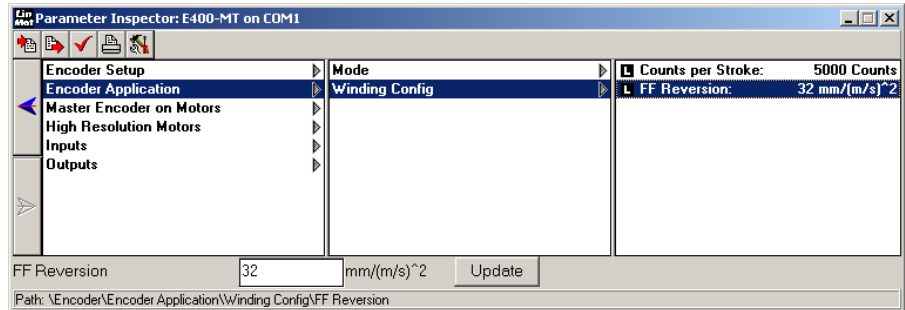 Lin Mot Parameter Inspector: E400-MT on COM1
Encoder Setup
Encoder Application
Master Encoder on Motors
High Resolution Motors
Inputs
Outputs
Mode
Winding Config
L Counts per Stroke: 5000 Counts
L FF Reversion: 32 mm/(m/s)^2
FF Reversion 32 mm/(m/s)^2 Update
Path: \Encoder\Encoder Application\Winding Config\FF Reversion